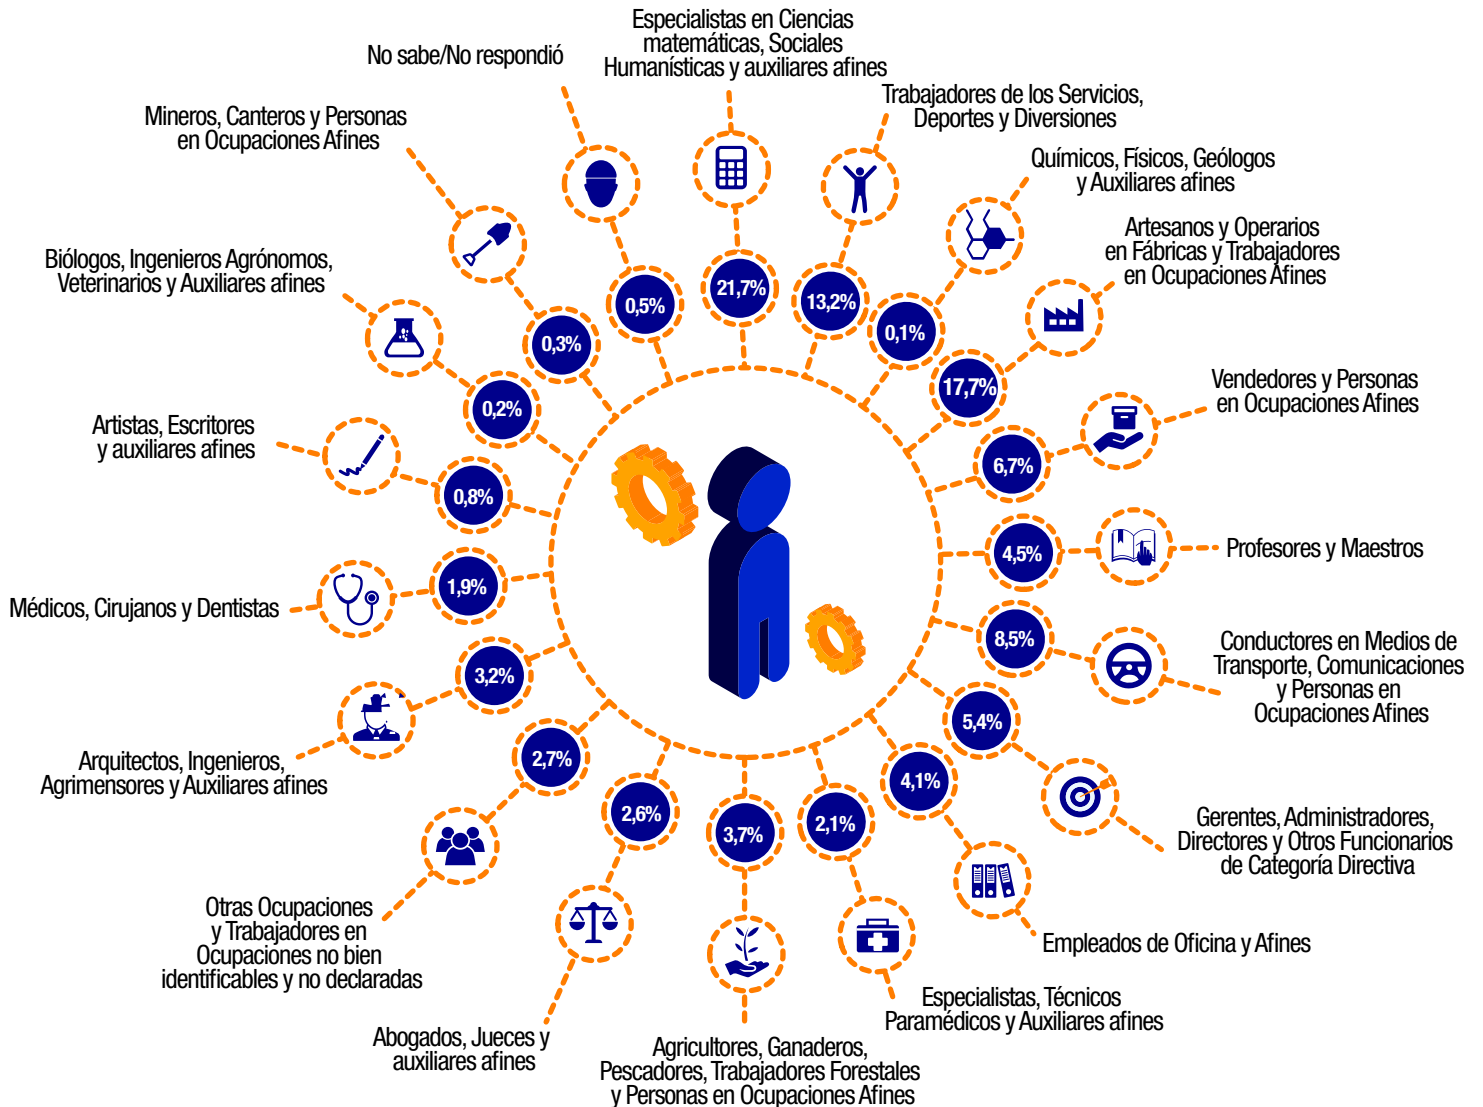 Especialistas en Ciencias
matemáticas, Sociales
Humanísticas y auxiliares afines
21,7%
Trabajadores de los Servicios,
Deportes y Diversiones
13,2%
Químicos, Físicos, Geólogos
y Auxiliares afines
0,1%
Artesanos y Operarios
en Fábricas y Trabajadores
en Ocupaciones Afines
17,7%
Vendedores y Personas
en Ocupaciones Afines
6,7%
Profesores y Maestros
4,5%
Conductores en Medios de
Transporte, Comunicaciones
y Personas en
Ocupaciones Afines
8,5%
Gerentes, Administradores,
Directores y Otros Funcionarios
de Categoría Directiva
5,4%
Empleados de Oficina y Afines
4,1%
Especialistas, Técnicos
Paramédicos y Auxiliares afines
2,1%
Agricultores, Ganaderos,
Pescadores, Trabajadores Forestales
y Personas en Ocupaciones Afines
3,7%
Abogados, Jueces y
auxiliares afines
2,6%
Otras Ocupaciones
y Trabajadores en
Ocupaciones no bien
identificables y no declaradas
2,7%
Arquitectos, Ingenieros,
Agrimensores y Auxiliares afines
3,2%
Médicos, Cirujanos y Dentistas
1,9%
Artistas, Escritores
y auxiliares afines
0,8%
Biólogos, Ingenieros Agrónomos,
Veterinarios y Auxiliares afines
0,2%
Mineros, Canteros y Personas
en Ocupaciones Afines
0,3%
No sabe/No respondió
0,5%